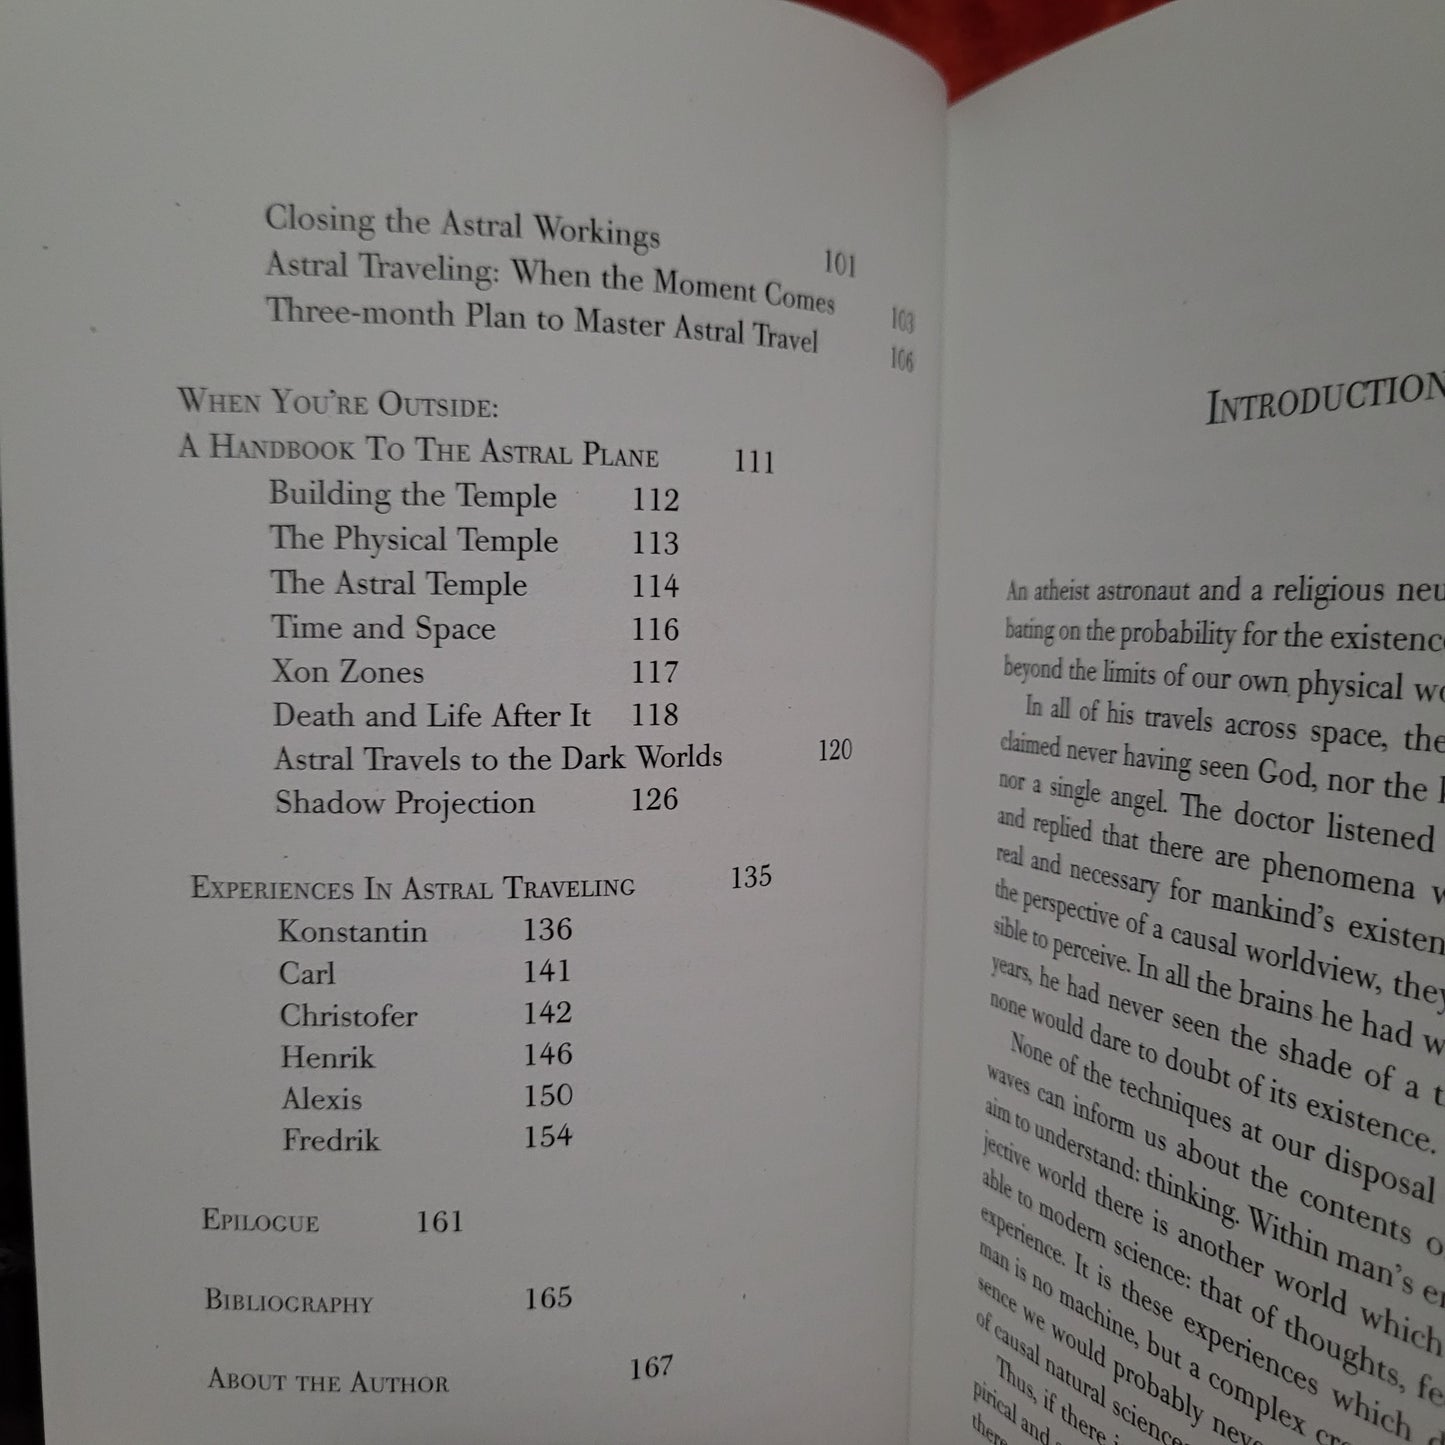 Closing the Astral Workings 101
Astral Traveling: When the Moment Comes 103
Three-month Plan to Master Astral Travel 106
When You're Outside:
A Handbook To The Astral Plane 111
Building the Temple 112
The Physical Temple 113
The Astral Temple 114
Time and Space 116
Xon Zones 117
Death and Life After It 118
Astral Travels to the Dark Worlds 120
Shadow Projection 126
Experiences In Astral Traveling 135
Konstantin 136
Carl 141
Christofer 142
Henrik 146
Alexis 150
Fredrik 154
Epilogue 161
Bibliography 165
About the Author 167
Introduction
An atheist astronaut and a religious neu
bating on the probability for the existenc
beyond the limits of our own physical wo
In all of his travels across space, the
claimed never having seen God, nor the
nor a single angel. The doctor listened
and replied that there are phenomena w
real and necessary for mankind's existen
the perspective of a causal worldview, they
sible to perceive. In all the brains he had w
years, he had never seen the shade of a t
none would dare to doubt of its existence.
None of the techniques at our disposal
waves can inform us about the contents o
aim to understand: thinking. Within man's e
jective world there is another world which
able to modern science: that of thoughts, fe
experience. It is these experiences which
man is no machine, but a complex cre
sence we would probably neve
of causal natural science
Thus, if there i
pirical and
there